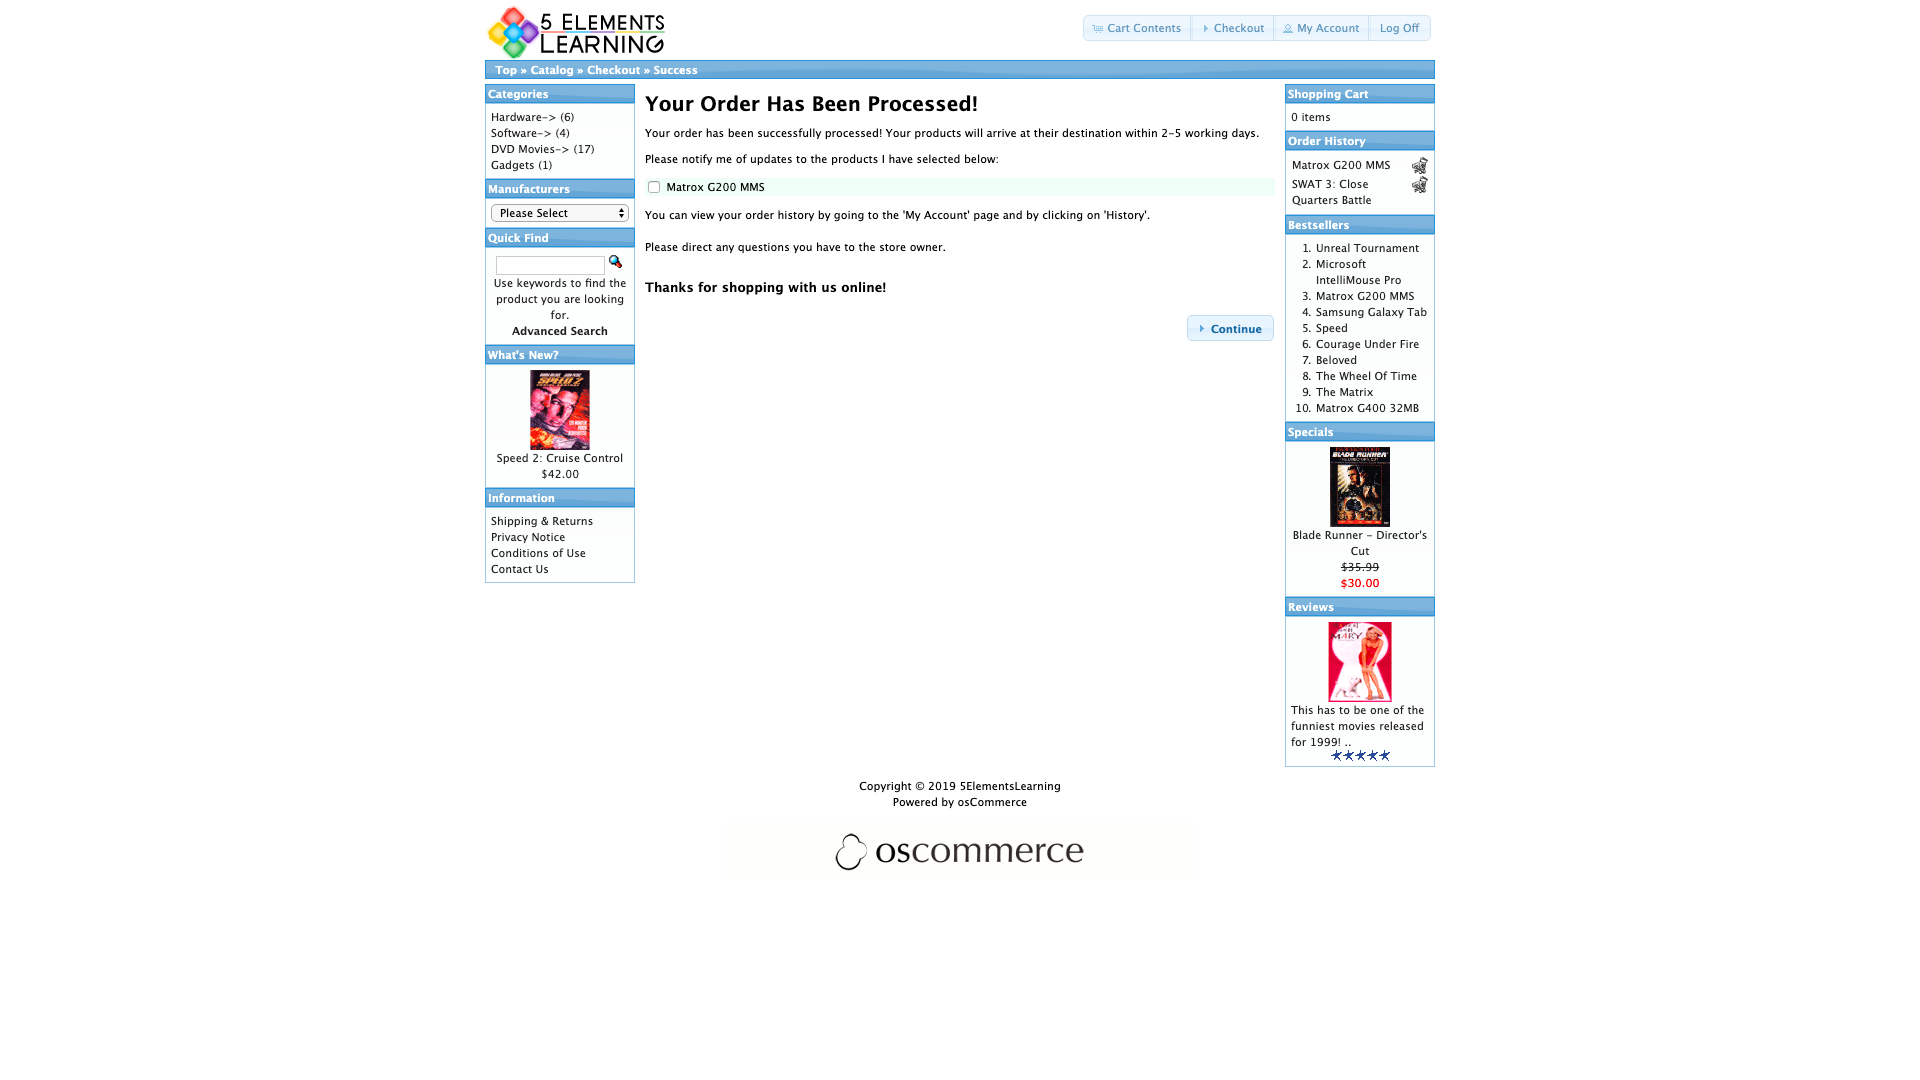 5 ELEMENTS
LEARNING
Cart Contents
Checkout
My Account
Log Off
Top » Catalog » Checkout » Success
Categories
Hardware-> (6)
Software-> (4)
DVD Movies-> (17)
Gadgets (1)
Manufacturers
Please Select
Quick Find
Use keywords to find the
product you are looking
for.
Advanced Search
What's New?
SPEED 2
Speed 2: Cruise Control
$42.00
Information
Shipping & Returns
Privacy Notice
Conditions of Use
Contact Us
Your Order Has Been Processed!
Your order has been successfully processed! Your products will arrive at their destination within 2-5 working days.
Please notify me of updates to the products I have selected below:
Matrox G200 MMS
You can view your order history by going to the 'My Account' page and by clicking on 'History'.
Please direct any questions you have to the store owner.
Thanks for shopping with us online!
Continue
Shopping Cart
0 items
Order History
Matrox G200 MMS
SWAT 3: Close
Quarters Battle
Bestsellers
1. Unreal Tournament
2. Microsoft
IntelliMouse Pro
3. Matrox G200 MMS
4. Samsung Galaxy Tab
5. Speed
6. Courage Under Fire
7. Beloved
8. The Wheel Of Time
9. The Matrix
10. Matrox G400 32MB
Specials
BLADE RUNNER
Blade Runner - Director's
Cut
$35.99
$30.00
Reviews
MARY
This has to be one of the
funniest movies released
for 1999! ..
Copyright © 2019 5ElementsLearning
Powered by osCommerce
oscommerce